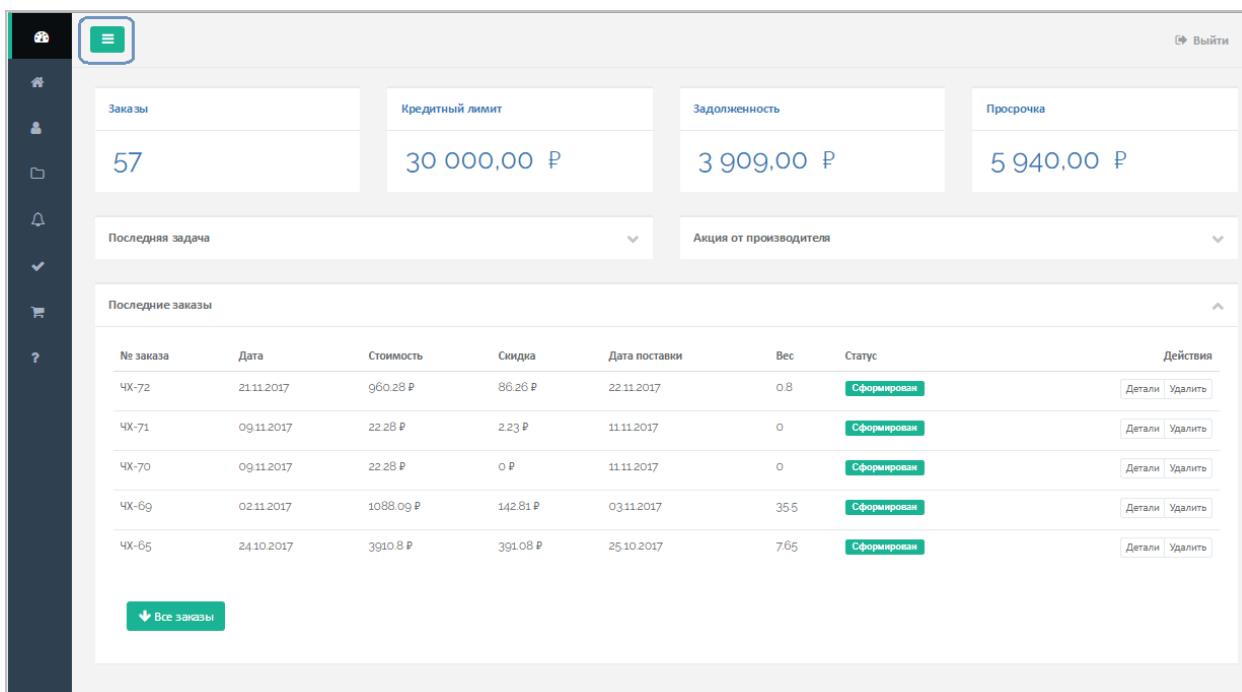 Выйти
Заказы Кредитный лимит Задолженность Просрочка
57 30 000,00 ₽ 3 909,00 ₽ 5 940,00 ₽
Последняя задача Акция от производителя
Последние заказы
№ заказа Дата Стоимость Скидка Дата поставки Вес Статус Действия
ЧХ-72 21.11.2017 960.28 ₽ 86.26 ₽ 22.11.2017 0.8 Сформирован Детали Удалить
ЧХ-71 09.11.2017 22.28 ₽ 2.23 ₽ 11.11.2017 0 Сформирован Детали Удалить
ЧХ-70 09.11.2017 22.28 ₽ 0 ₽ 11.11.2017 0 Сформирован Детали Удалить
ЧХ-69 02.11.2017 1088.09 ₽ 142.81 ₽ 03.11.2017 35.5 Сформирован Детали Удалить
ЧХ-65 24.10.2017 3910.8 ₽ 391.08 ₽ 25.10.2017 7.65 Сформирован Детали Удалить
Все заказы